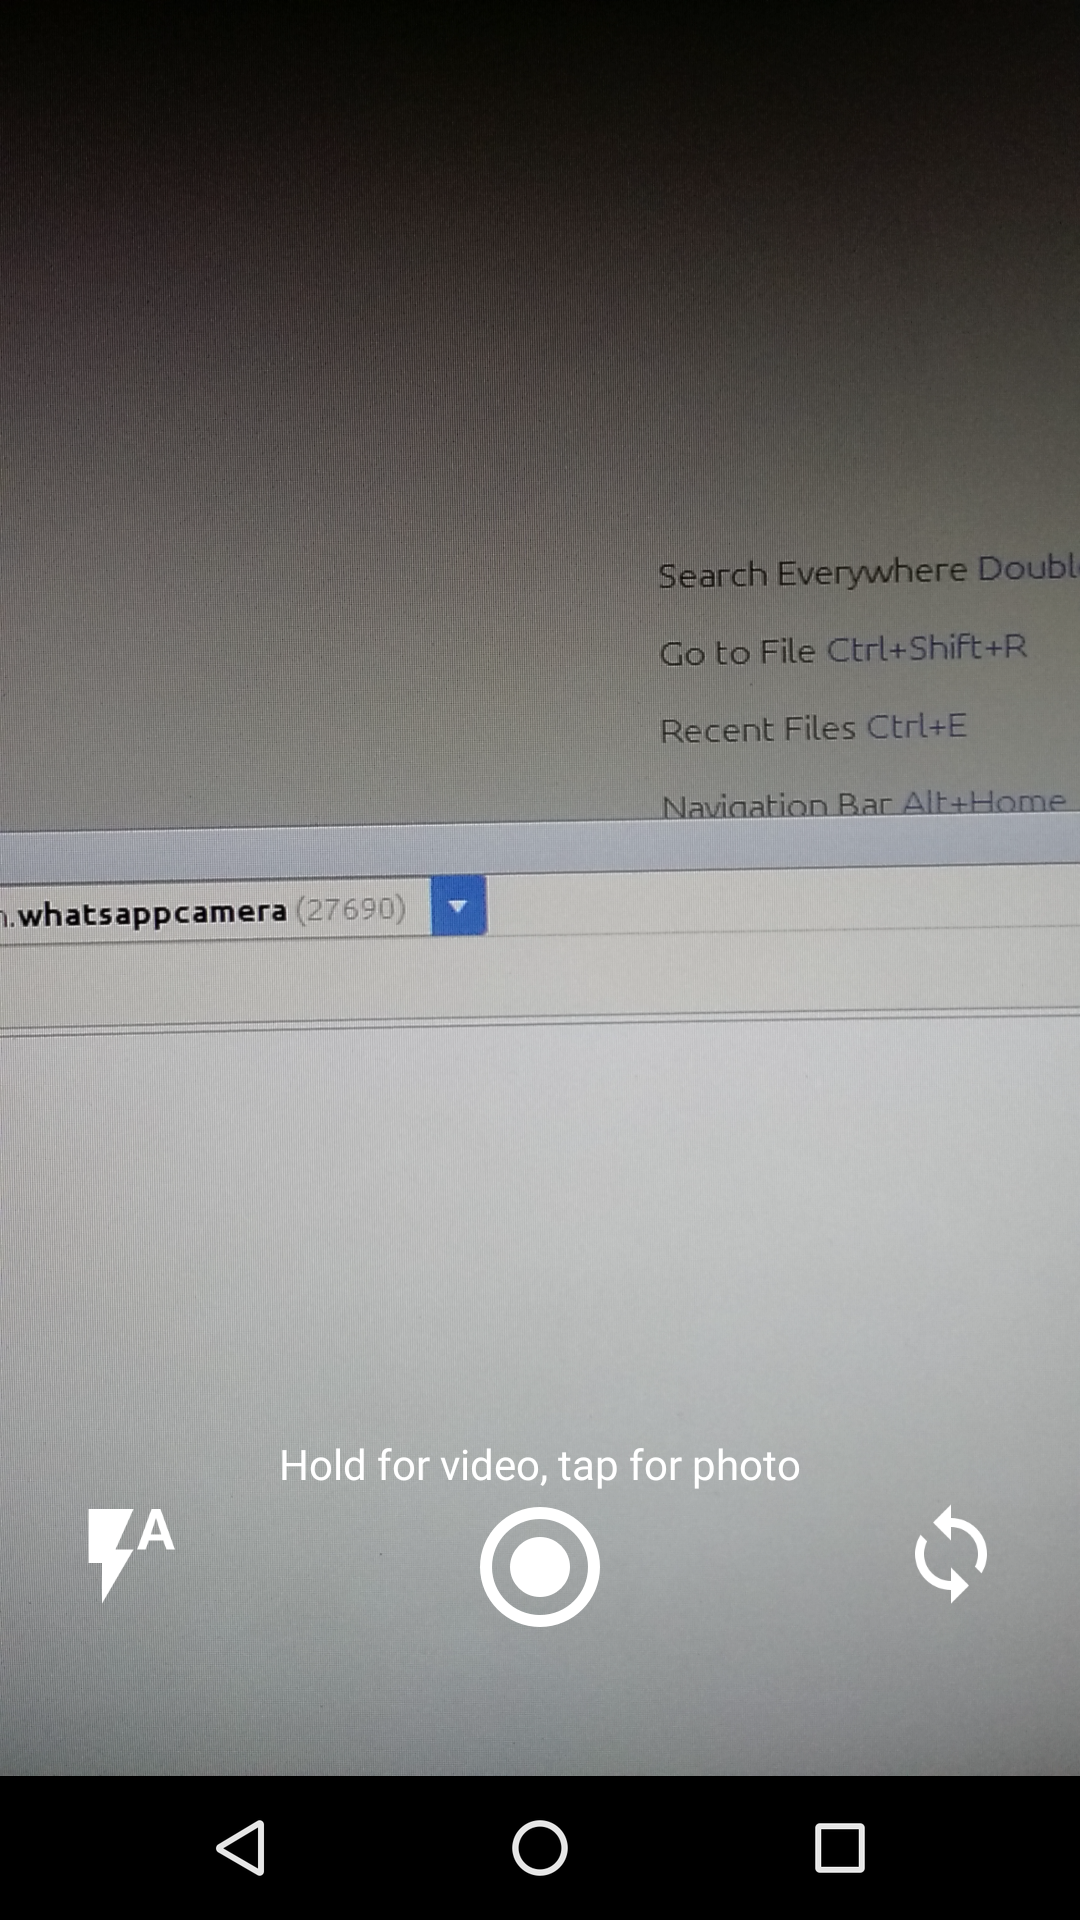 Search Everywhere
Go to File Ctrl+Shift+R
Recent Files Ctrl+E
Navigation Bar Alt+Home
.whatsappcamera (27690)
Hold for video, tap for photo
A